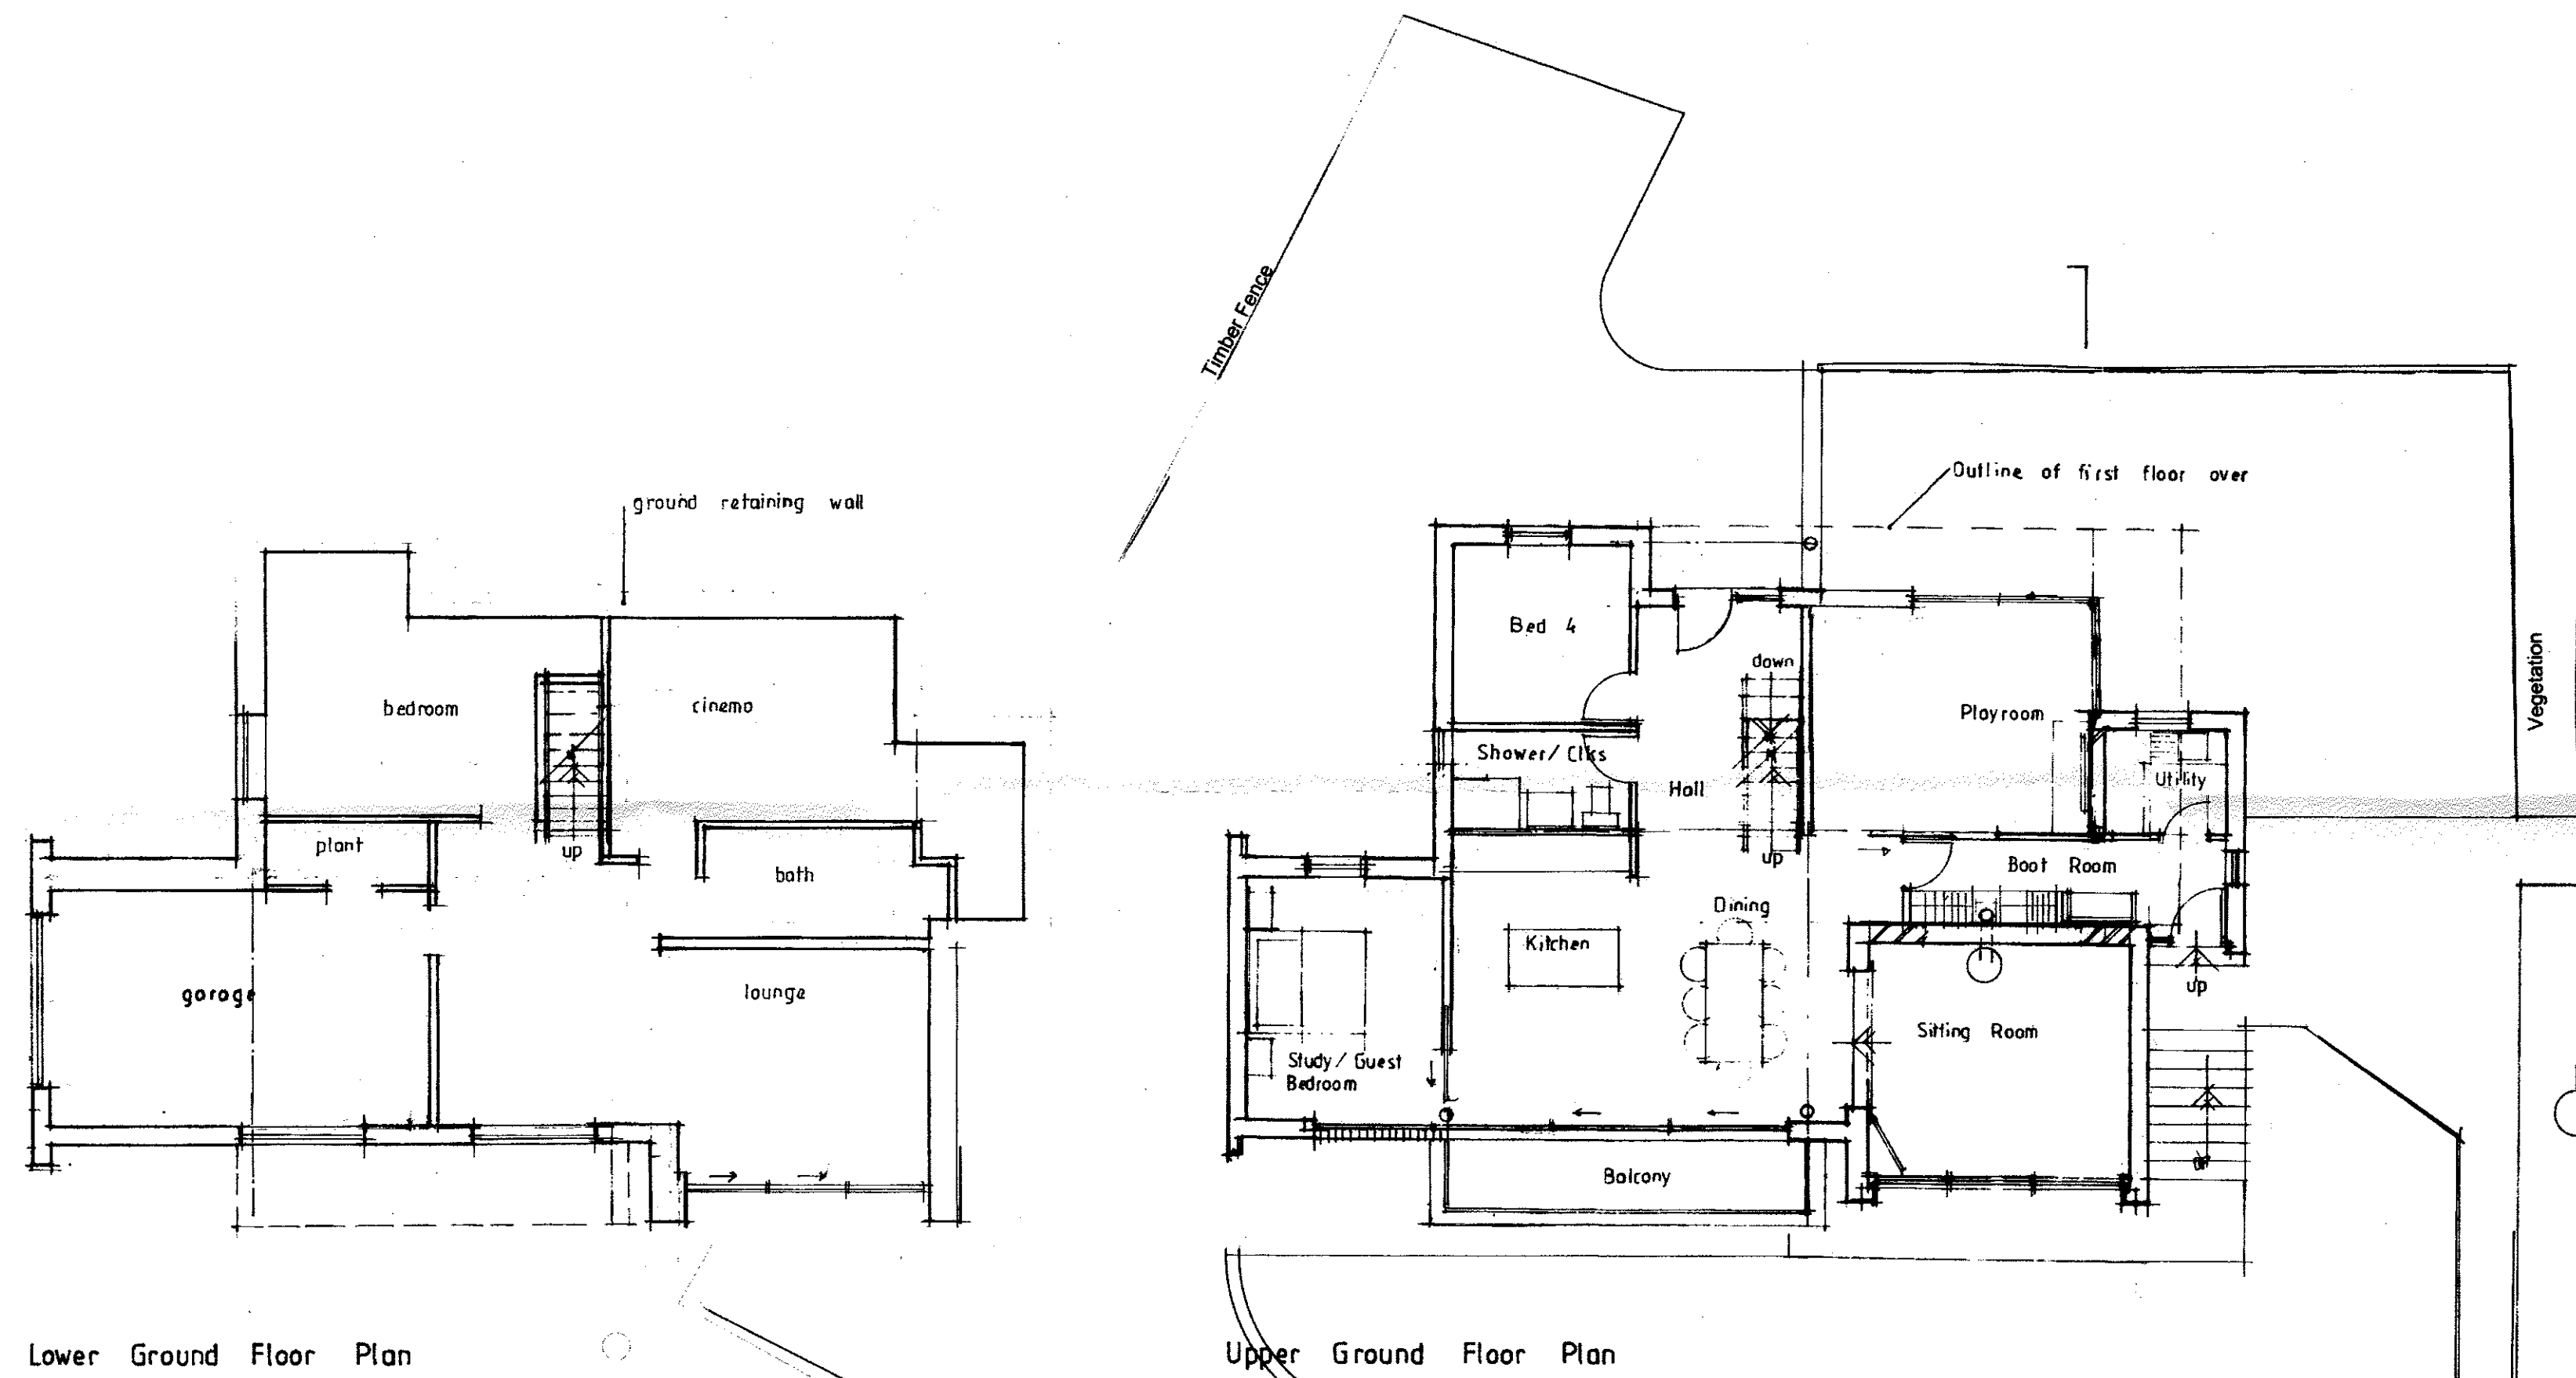 Timber Fence
Outline of first floor over
ground retaining wall
Bed 4
down
bedroom
cinema
Playroom
Vegetation
Shower/ Clks
Hall
Utility
plant
up
bath
up
Boot Room
Dining
Kitchen
garage
lounge
up
Sitting Room
Study/ Guest
Bedroom
Balcony
Lower Ground Floor Plan
Upper Ground Floor Plan